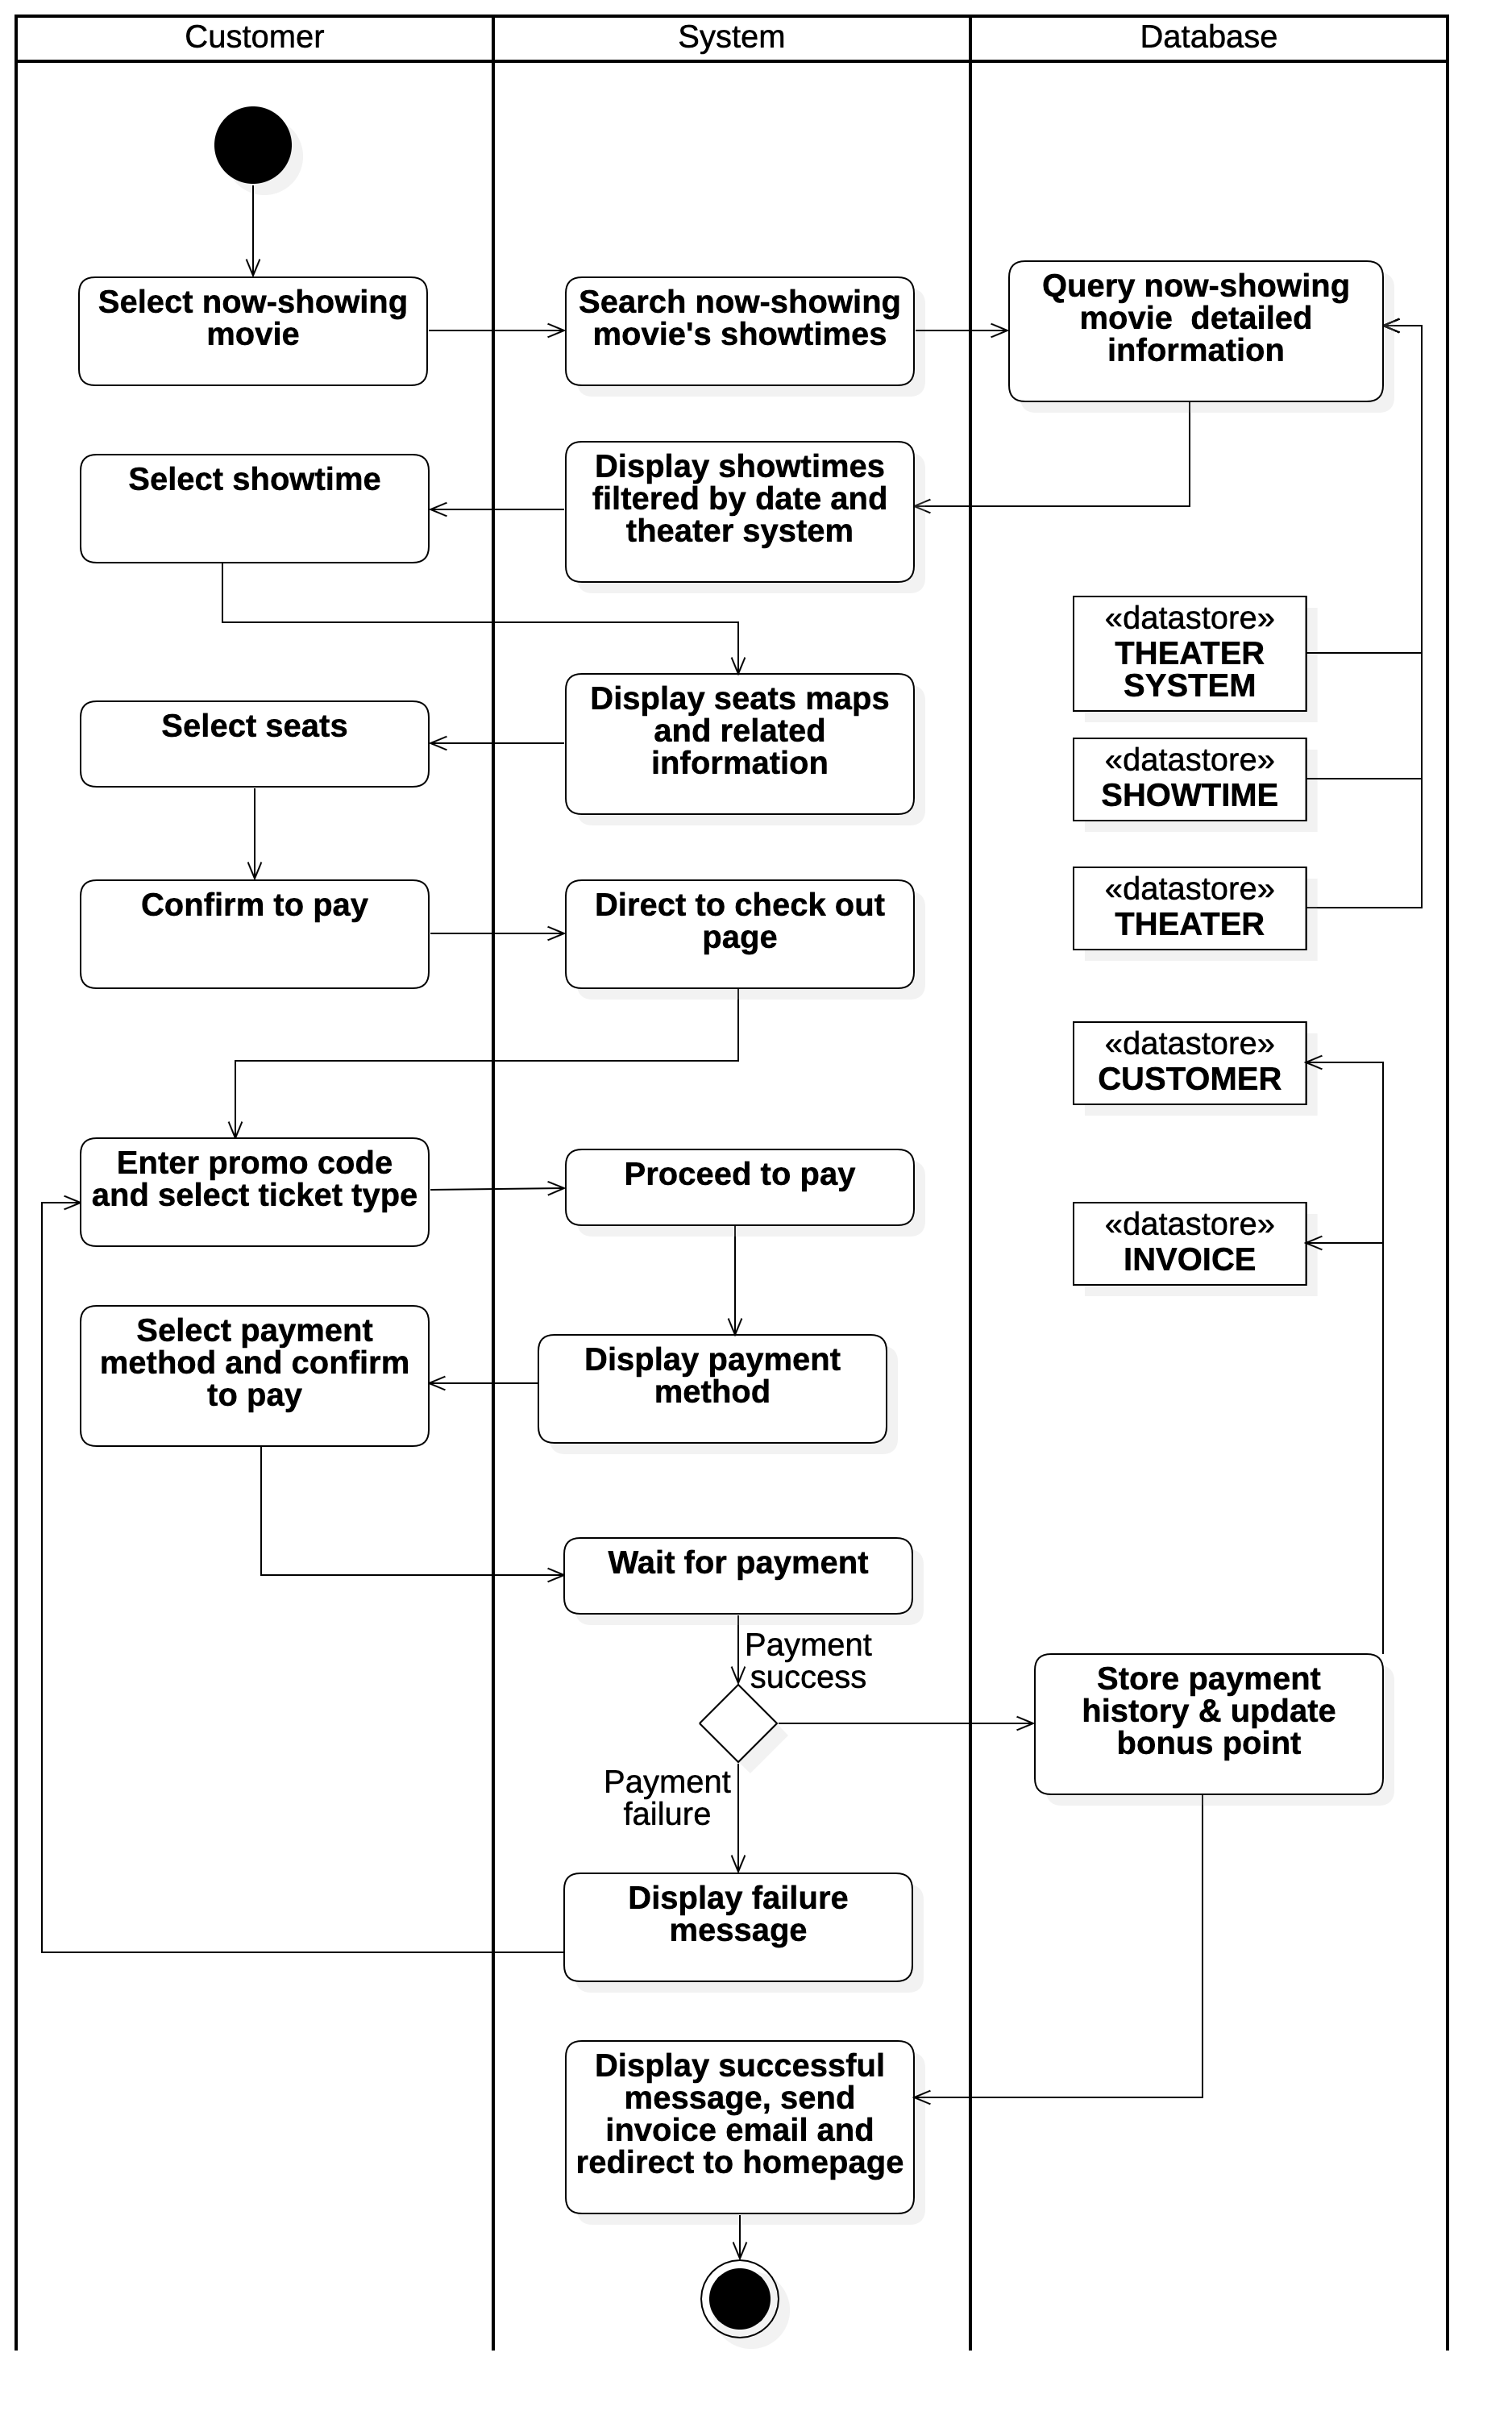 Customer
System
Database
Select now-showing
movie
Search now-showing
movie's showtimes
Query now-showing
movie  detailed
information
Select showtime
Display showtimes
filtered by date and
theater system
«datastore»
THEATER
SYSTEM
Select seats
Display seats maps
and related
information
«datastore»
SHOWTIME
Confirm to pay
Direct to check out
page
«datastore»
THEATER
«datastore»
CUSTOMER
Enter promo code
and select ticket type
Proceed to pay
«datastore»
INVOICE
Select payment
method and confirm
to pay
Display payment
method
Wait for payment
Payment
success
Store payment
history & update
bonus point
Payment
failure
Display failure
message
Display successful
message, send
invoice email and
redirect to homepage